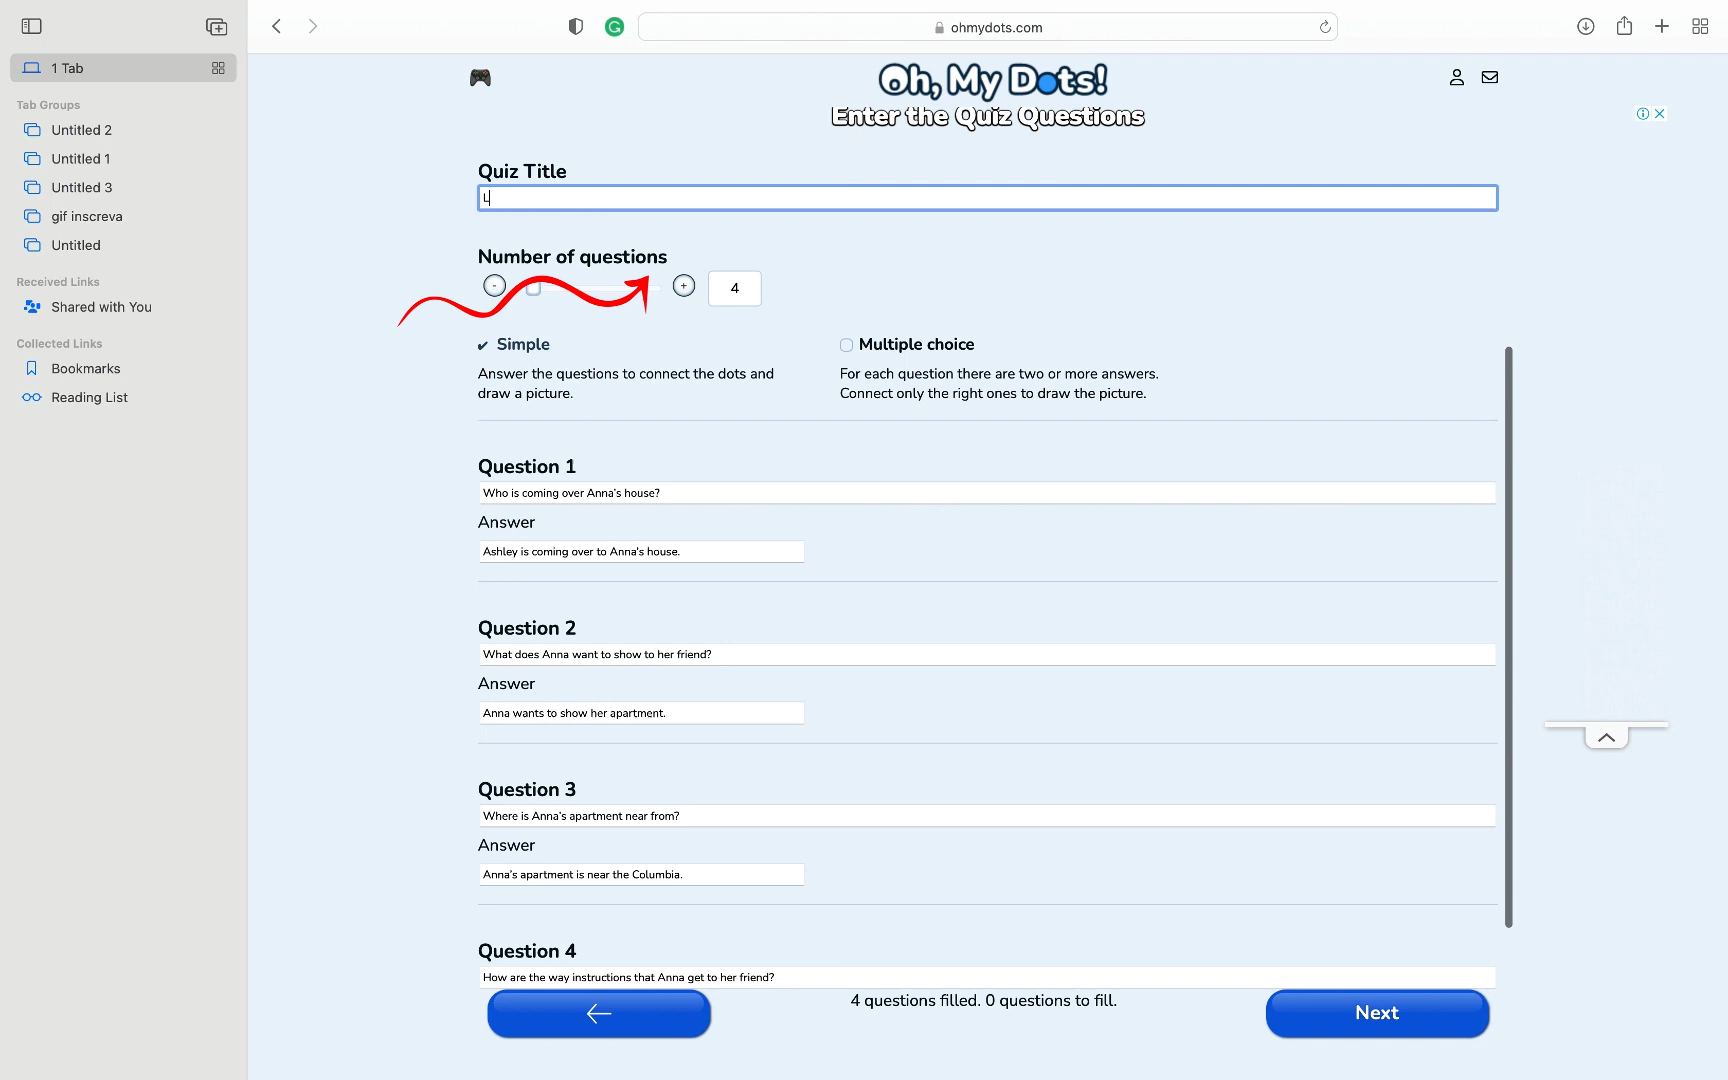 1 Tab
ohmydots.com
Tab Groups
Untitled 2
Untitled 1
Untitled 3
gif inscreva
Untitled
Received Links
Shared with You
Collected Links
Bookmarks
Reading List
Oh, My Dots!
Enter the Quiz Questions
Quiz Title
L
Number of questions
- + 4
Simple
Answer the questions to connect the dots and
draw a picture.
Multiple choice
For each question there are two or more answers.
Connect only the right ones to draw the picture.
Question 1
Who is coming over Anna's house?
Answer
Ashley is coming over to Anna's house.
Question 2
What does Anna want to show to her friend?
Answer
Anna wants to show her apartment.
Question 3
Where is Anna's apartment near from?
Answer
Anna's apartment is near the Columbia.
Question 4
How are the way instructions that Anna get to her friend?
4 questions filled. 0 questions to fill.
Next